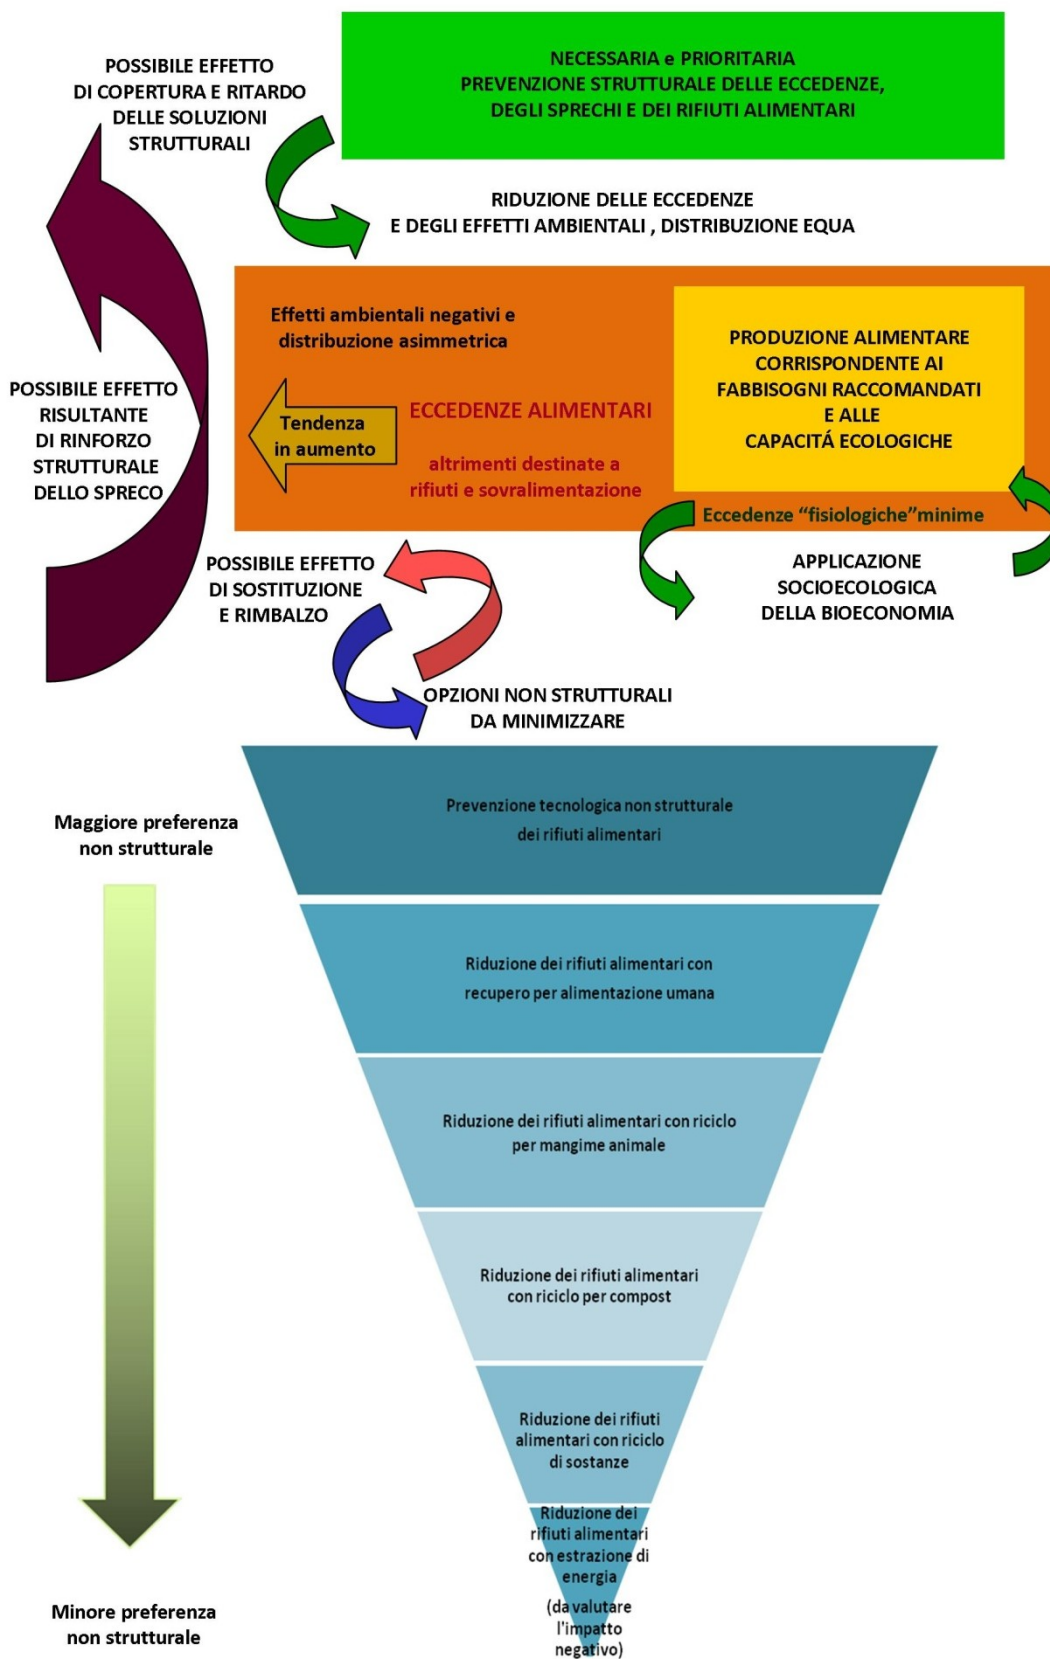 POSSIBILE EFFETTO
DI COPERTURA E RITARDO
DELLE SOLUZIONI
STRUTTURALI
NECESSARIA e PRIORITARIA
PREVENZIONE STRUTTURALE DELLE ECCEDENZE,
DEGLI SPRECHI E DEI RIFIUTI ALIMENTARI
RIDUZIONE DELLE ECCEDENZE
E DEGLI EFFETTI AMBIENTALI , DISTRIBUZIONE EQUA
Effetti ambientali negativi e
distribuzione asimmetrica
PRODUZIONE ALIMENTARE
CORRISPONDENTE AI
FABBISOGNI RACCOMANDATI
E ALLE
CAPACITÁ ECOLOGICHE
POSSIBILE EFFETTO
RISULTANTE
DI RINFORZO
STRUTTURALE
DELLO SPRECO
Tendenza
in aumento
ECCEDENZE ALIMENTARI
altrimenti destinate a
rifiuti e sovralimentazione
Eccedenze “fisiologiche”minime
POSSIBILE EFFETTO
DI SOSTITUZIONE
E RIMBALZO
APPLICAZIONE
SOCIOECOLOGICA
DELLA BIOECONOMIA
OPZIONI NON STRUTTURALI
DA MINIMIZZARE
Maggiore preferenza
non strutturale
Prevenzione tecnologica non strutturale
dei rifiuti alimentari
Riduzione dei rifiuti alimentari con
recupero per alimentazione umana
Riduzione dei rifiuti alimentari con riciclo
per mangime animale
Riduzione dei rifiuti alimentari
con riciclo per compost
Riduzione dei rifiuti
alimentari con riciclo
di sostanze
Riduzione dei
rifiuti alimentari
con estrazione di
energia
(da valutare
l'impatto
negativo)
Minore preferenza
non strutturale